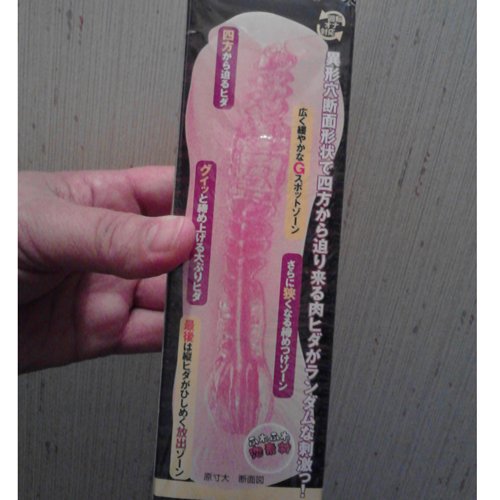 異形穴断面形状で四方から迫り来る肉ヒダがランダムな刺激っ!
四方から迫るヒダ
広く緩やかなGスポットゾーン
グイッと締め上げる大ぶりヒダ
さらに狭くなる締めつけゾーン
最後は縦ヒダがひしめく放出ゾーン
原寸大 断面図